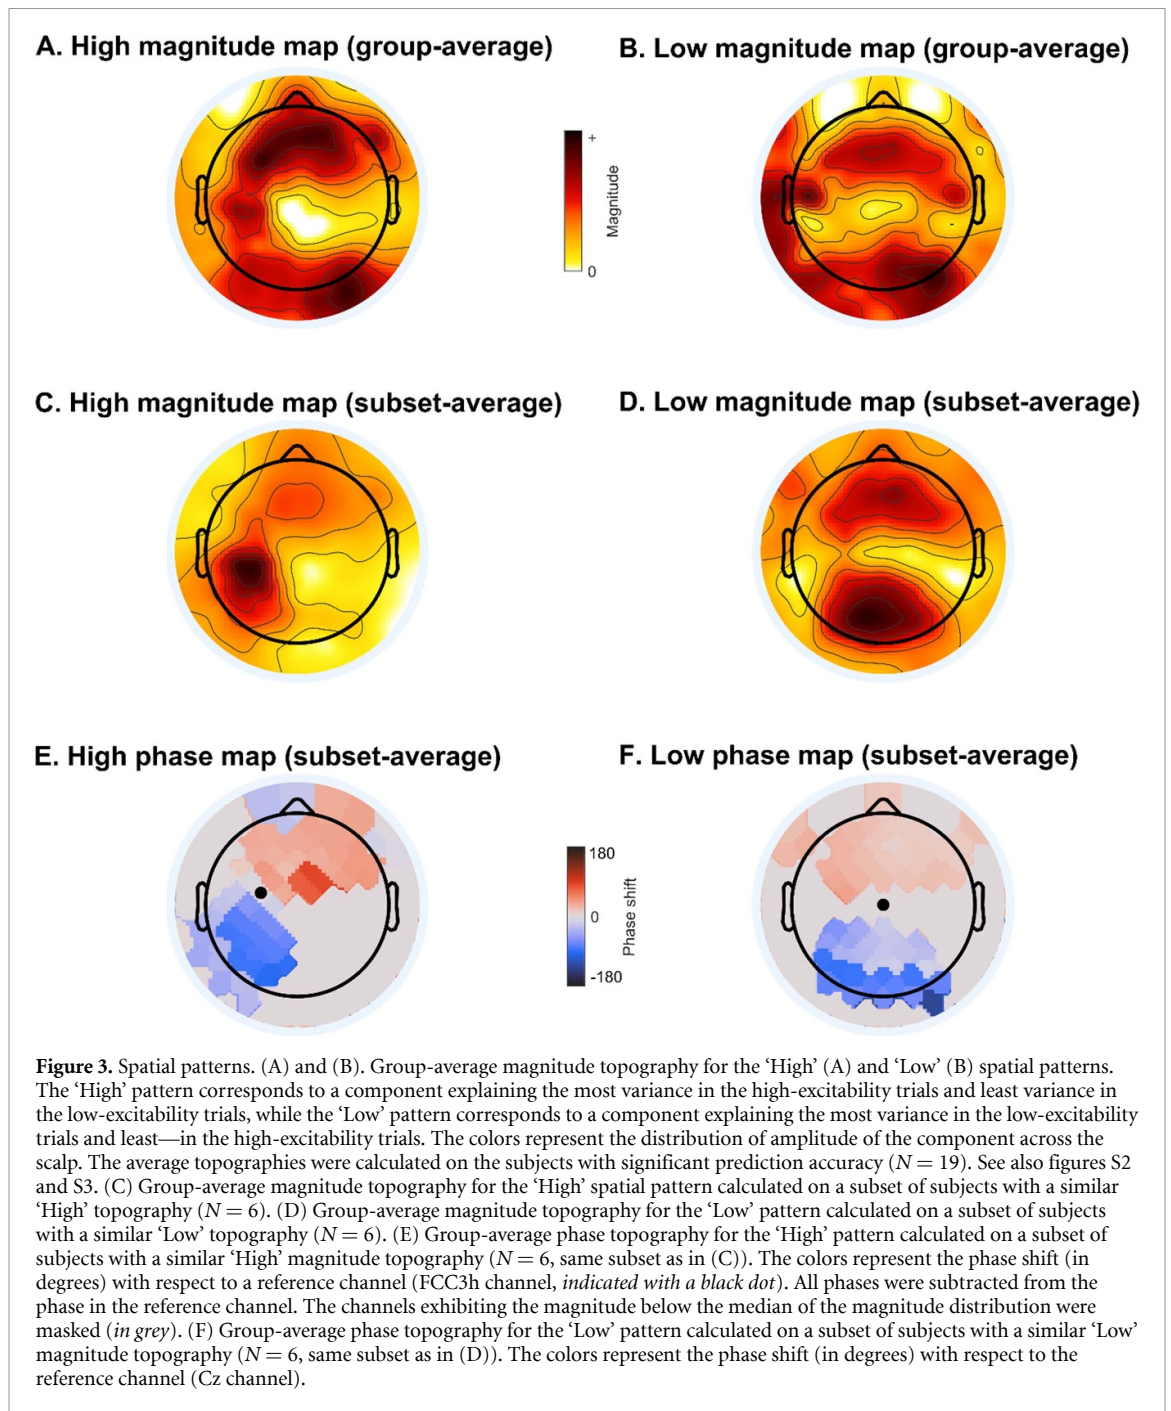 A. High magnitude map (group-average)
B. Low magnitude map (group-average)
+
Magnitude
0
C. High magnitude map (subset-average)
D. Low magnitude map (subset-average)
E. High phase map (subset-average)
F. Low phase map (subset-average)
180
0
Phase shift
-180
Figure 3. Spatial patterns. (A) and (B). Group-average magnitude topography for the ‘High’ (A) and ‘Low’ (B) spatial patterns.
The ‘High’ pattern corresponds to a component explaining the most variance in the high-excitability trials and least variance in
the low-excitability trials, while the ‘Low’ pattern corresponds to a component explaining the most variance in the low-excitability
trials and least—in the high-excitability trials. The colors represent the distribution of amplitude of the component across the
scalp. The average topographies were calculated on the subjects with significant prediction accuracy (N = 19). See also figures S2
and S3. (C) Group-average magnitude topography for the ‘High’ spatial pattern calculated on a subset of subjects with a similar
‘High’ topography (N = 6). (D) Group-average magnitude topography for the ‘Low’ pattern calculated on a subset of subjects
with a similar ‘Low’ topography (N = 6). (E) Group-average phase topography for the ‘High’ pattern calculated on a subset of
subjects with a similar ‘High’ magnitude topography (N = 6, same subset as in (C)). The colors represent the phase shift (in
degrees) with respect to a reference channel (FCC3h channel, indicated with a black dot). All phases were subtracted from the
phase in the reference channel. The channels exhibiting the magnitude below the median of the magnitude distribution were
masked (in grey). (F) Group-average phase topography for the ‘Low’ pattern calculated on a subset of subjects with a similar ‘Low’
magnitude topography (N = 6, same subset as in (D)). The colors represent the phase shift (in degrees) with respect to the
reference channel (Cz channel).